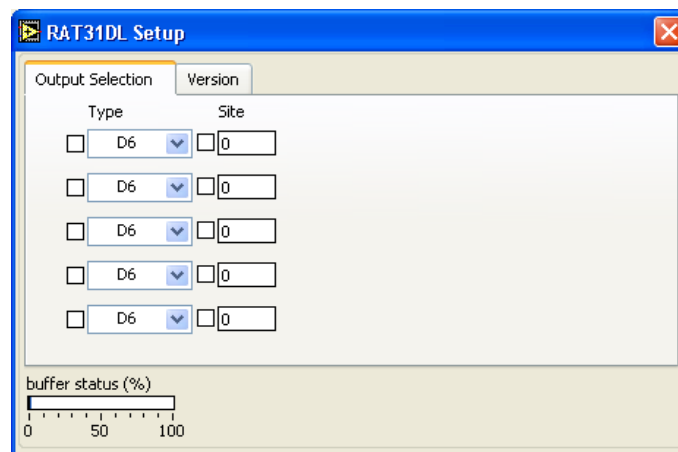 RAT31DL Setup
Output Selection Version
Type Site
D6 0
D6 0
D6 0
D6 0
D6 0
buffer status (%)
0 50 100